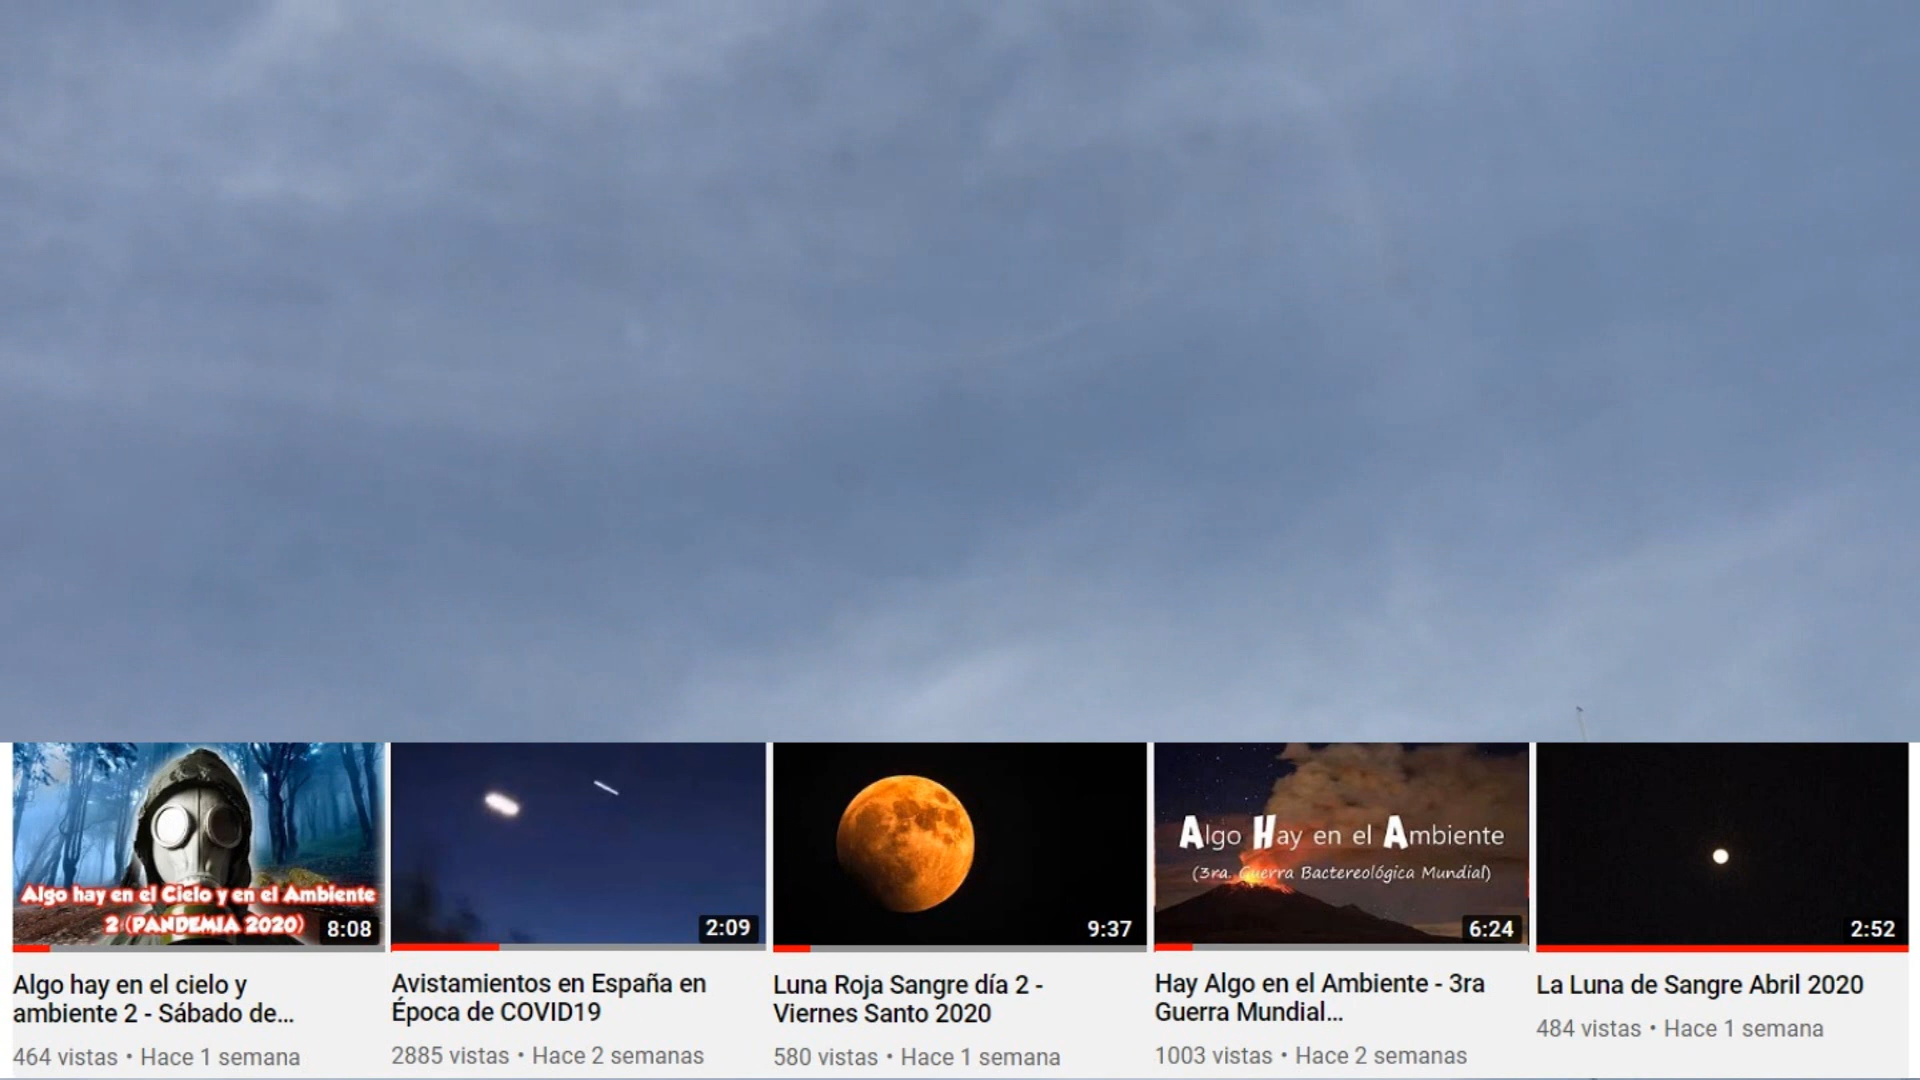 Algo hay en el Cielo y en el Ambiente
2 (PANDEMIA 2020)
8:08
Algo hay en el cielo y
ambiente 2 - Sábado de...
464 vistas • Hace 1 semana
2:09
Avistamientos en España en
Época de COVID19
2885 vistas • Hace 2 semanas
9:37
Luna Roja Sangre día 2 -
Viernes Santo 2020
580 vistas • Hace 1 semana
Algo Hay en el Ambiente
(3ra. Guerra Bactereológica Mundial)
6:24
Hay Algo en el Ambiente - 3ra
Guerra Mundial...
1003 vistas • Hace 2 semanas
2:52
La Luna de Sangre Abril 2020
484 vistas • Hace 1 semana